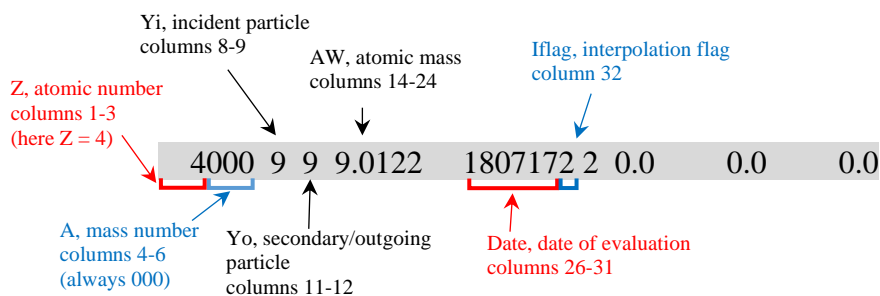 Yi, incident particle
columns 8-9
AW, atomic mass
columns 14-24
Iflag, interpolation flag
column 32
Z, atomic number
columns 1-3
(here Z = 4)
4000 9 9 9.0122 1807172 2 0.0 0.0 0.0
A, mass number
columns 4-6
(always 000)
Yo, secondary/outgoing
particle
columns 11-12
Date, date of evaluation
columns 26-31